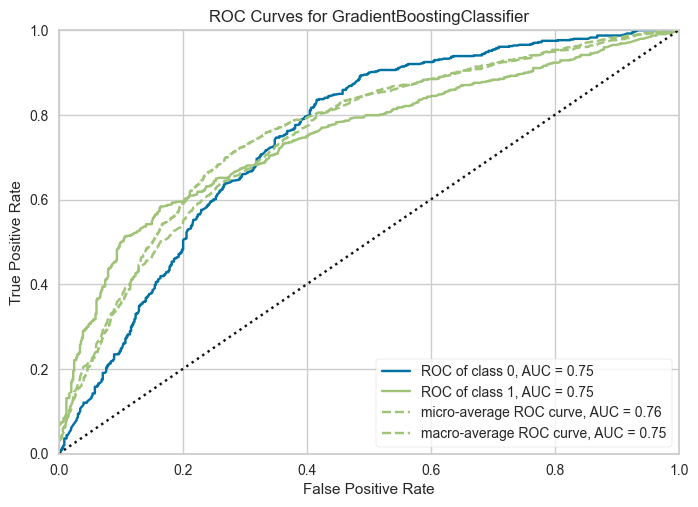 ROC Curves for GradientBoostingClassifier
1.0
0.8
0.6
0.4
0.2
0.0
True Positive Rate
0.0 0.2 0.4 0.6 0.8 1.0
False Positive Rate
ROC of class 0, AUC = 0.75
ROC of class 1, AUC = 0.75
micro-average ROC curve, AUC = 0.76
macro-average ROC curve, AUC = 0.75